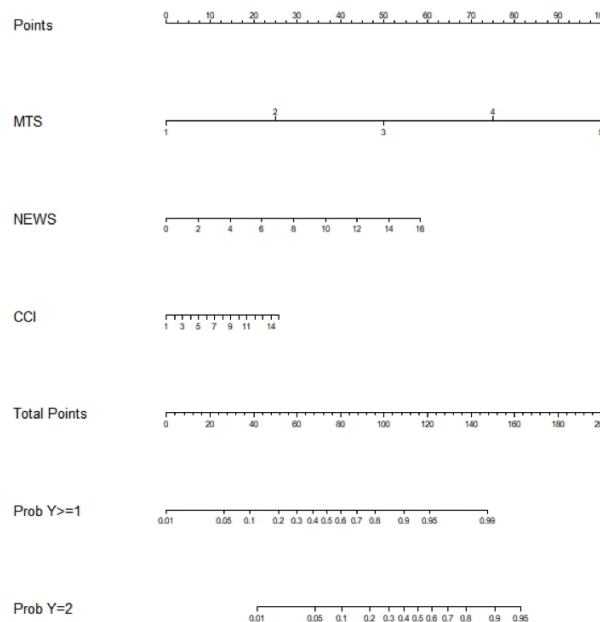 Points 0 10 20 30 40 50 60 70 80 90
MTS 1 2 3 4
NEWS 0 2 4 6 8 10 12 14 16
CCI 1 3 5 7 9 11 14
Total Points 0 20 40 60 80 100 120 140 160 180
Prob Y>=1 0.01 0.05 0.1 0.2 0.3 0.4 0.5 0.6 0.7 0.8 0.9 0.95 0.99
Prob Y=2 0.01 0.05 0.1 0.2 0.3 0.4 0.5 0.6 0.7 0.8 0.9 0.95